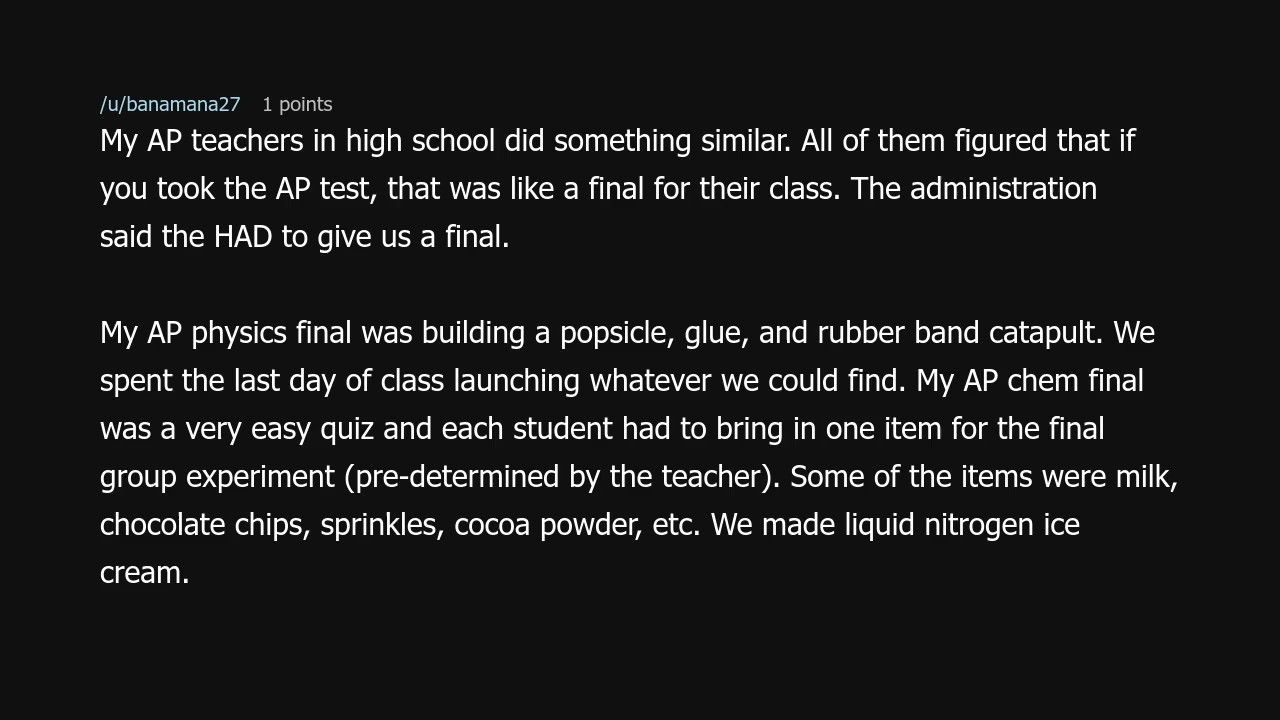 /u/banamana27 1 points
My AP teachers in high school did something similar. All of them figured that if
you took the AP test, that was like a final for their class. The administration
said the HAD to give us a final.
My AP physics final was building a popsicle, glue, and rubber band catapult. We
spent the last day of class launching whatever we could find. My AP chem final
was a very easy quiz and each student had to bring in one item for the final
group experiment (pre-determined by the teacher). Some of the items were milk,
chocolate chips, sprinkles, cocoa powder, etc. We made liquid nitrogen ice
cream.